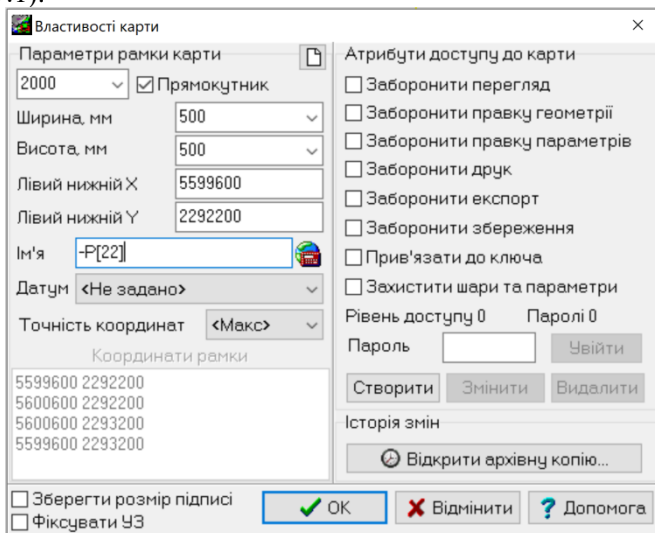 .1).
Властивості карти
Параметри рамки карти
2000 Прямокутник
Ширина, мм 500
Висота, мм 500
Лівий нижній X 5599600
Лівий нижній Y 2292200
Ім'я -P[22]
Датум <Не задано>
Точність координат <Макс>
Координати рамки
5599600 2292200
5600600 2292200
5600600 2293200
5599600 2293200
Атрибути доступу до карти
Заборонити перегляд
Заборонити правку геометрії
Заборонити правку параметрів
Заборонити друк
Заборонити експорт
Заборонити збереження
Прив'язати до ключа
Захистити шари та параметри
Рівень доступу 0 Паролі 0
Пароль Увійти
Створити Змінити Видалити
Історія змін
Відкрити архівну копію...
Зберегти розмір підписі
Фіксувати УЗ
OK Відмінити Допомога